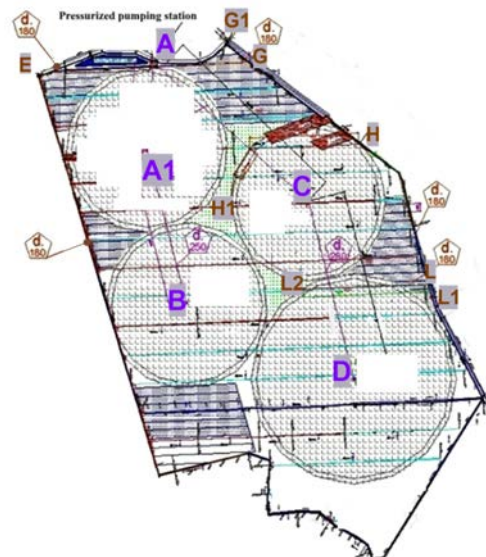 Pressurized pumping station
d.
180
A
G1
d.
180
G
E
H
A1
C
H1
d.
180
d.
180
d.
250
d.
250
d.
180
L
L2
L1
B
D